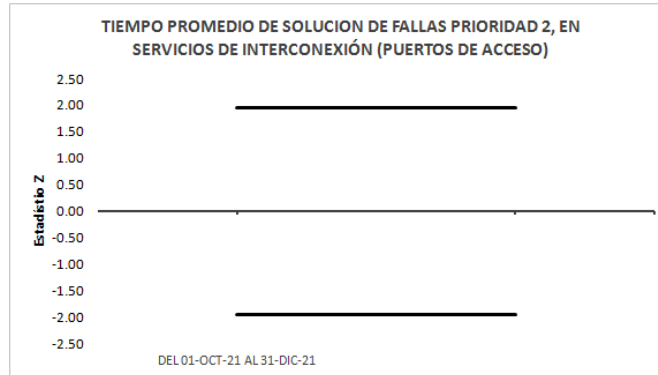 TIEMPO PROMEDIO DE SOLUCION DE FALLAS PRIORIDAD 2, EN
SERVICIOS DE INTERCONEXIÓN (PUERTOS DE ACCESO)
2.50
2.00
1.50
1.00
0.50
0.00
-0.50
-1.00
-1.50
-2.00
-2.50
Estadístio Z
DEL 01-OCT-21 AL 31-DIC-21